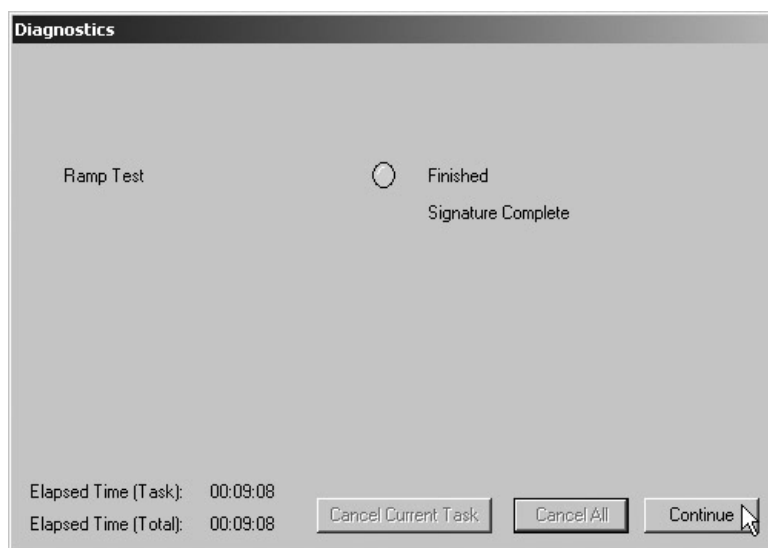 Diagnostics
Ramp Test Finished
Signature Complete
Elapsed Time (Task): 00:09:08
Elapsed Time (Total): 00:09:08
Cancel Current Task Cancel All Continue